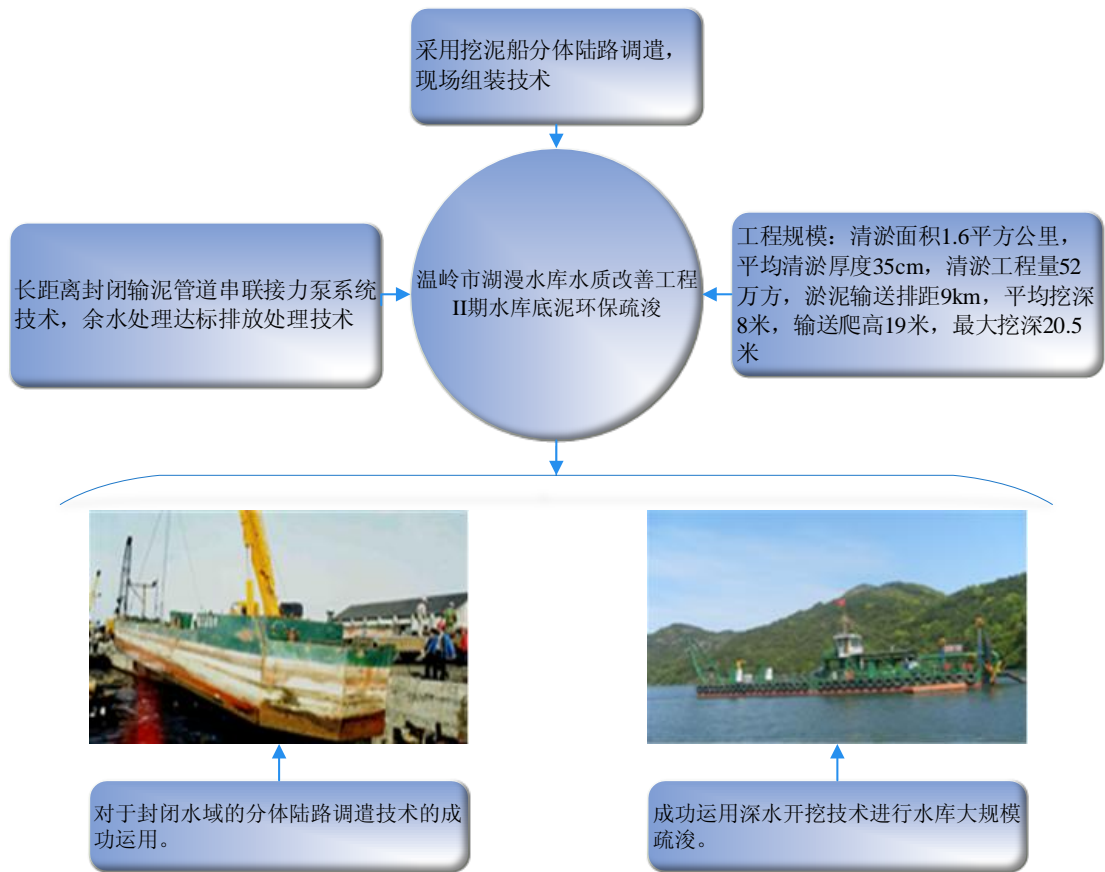 采用挖泥船分体陆路调遣，
现场组装技术
长距离封闭输泥管道串联接力泵系统
技术，余水处理达标排放处理技术
温岭市湖漫水库水质改善工程
II期水库底泥环保疏浚
工程规模：清淤面积1.6平方公里，
平均清淤厚度35cm，清淤工程量52
万方，淤泥输送排距9km，平均挖深
8米，输送爬高19米，最大挖深20.5
米
对于封闭水域的分体陆路调遣技术的成
功运用。
成功运用深水开挖技术进行水库大规模
疏浚。